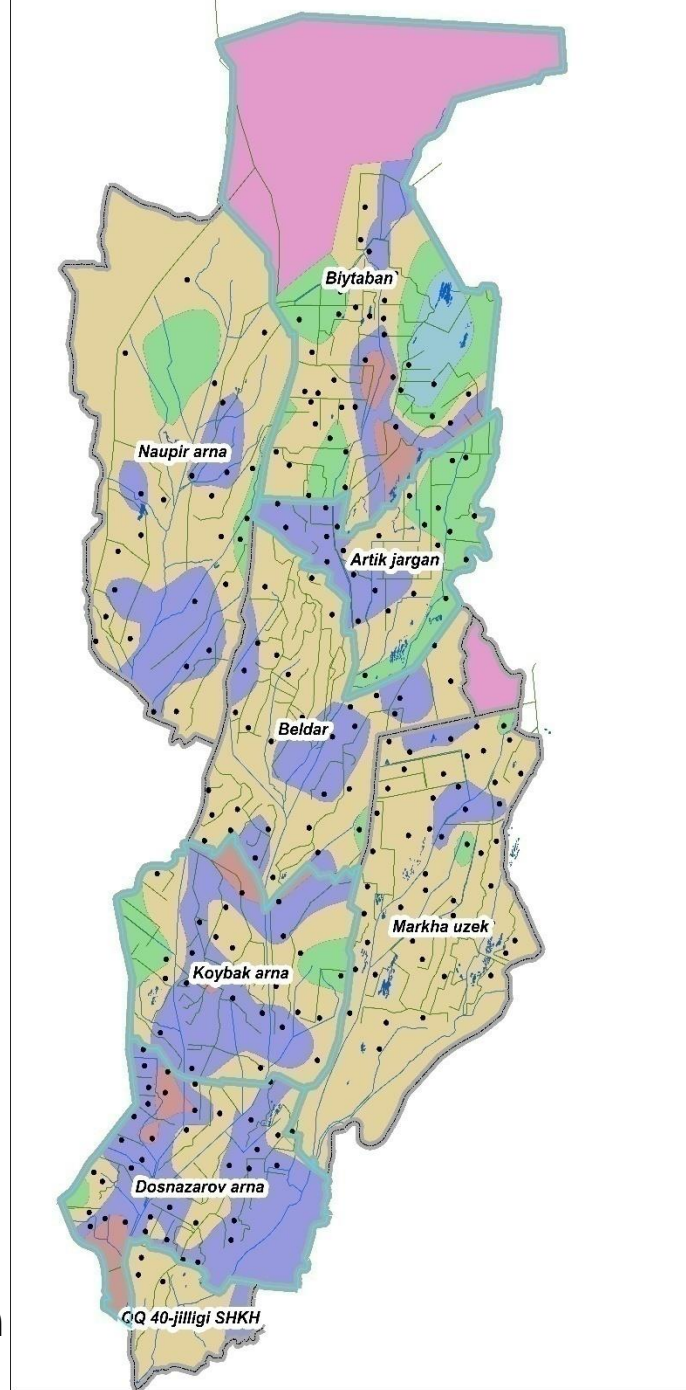 Biytaban
Naupir arna
Artik jargan
Beldar
Markha uzek
Koybak arna
Dosnazarov arna
QQ 40-jilligi SHKH